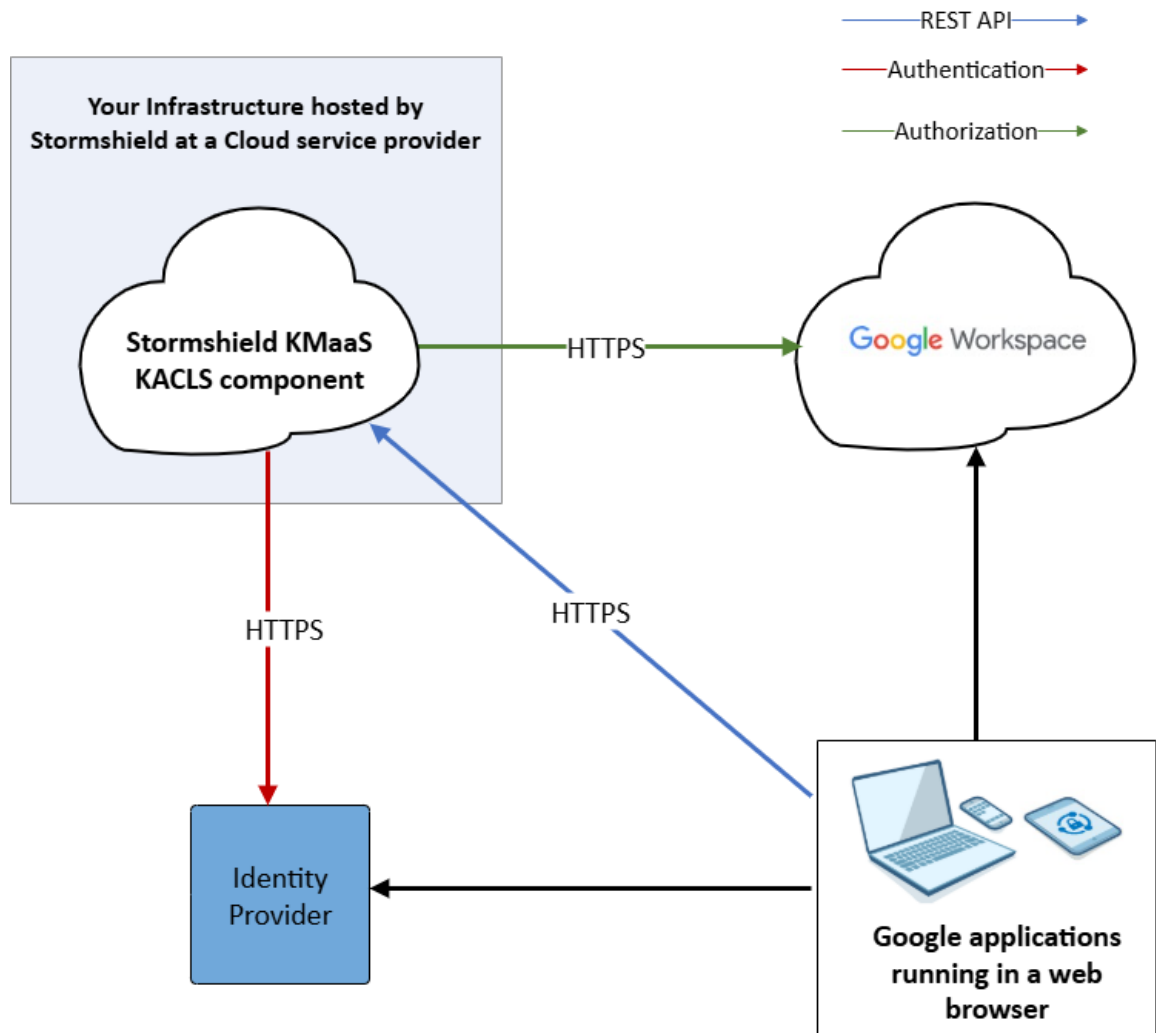 REST API
Authentication
Authorization
Your Infrastructure hosted by
Stormshield at a Cloud service provider
Stormshield KMaaS
KACLS component
HTTPS
Google Workspace
HTTPS
HTTPS
Identity
Provider
Google applications
running in a web
browser